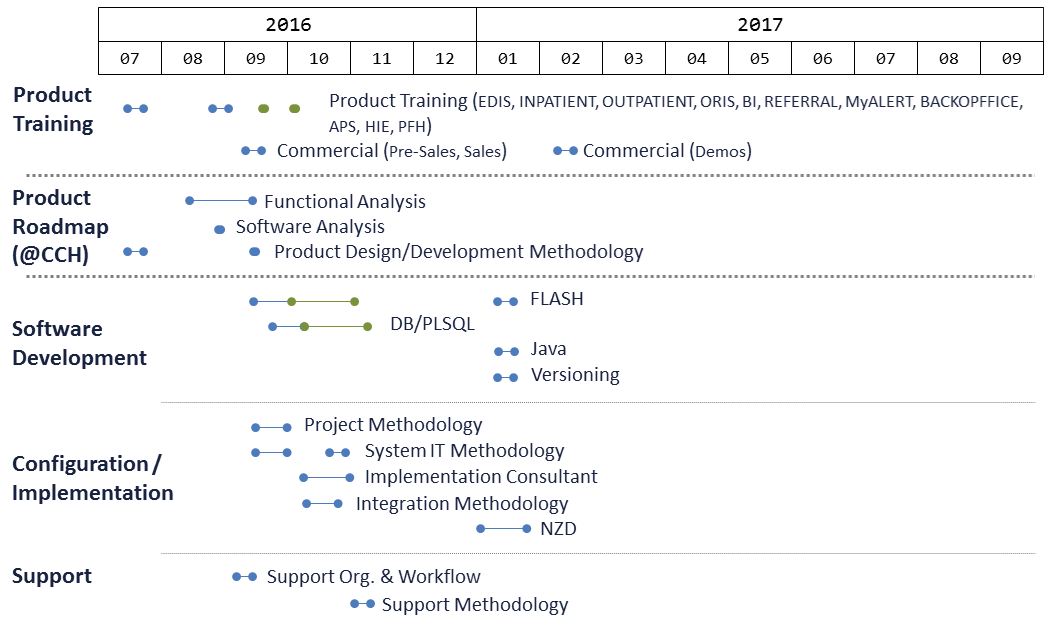 2016 2017
07 08 09 10 11 12 01 02 03 04 05 06 07 08 09
Product
Training
Product Training (EDIS, INPATIENT, OUTPATIENT, ORIS, BI, REFERRAL, MyALERT, BACKOPFFICE,
APS, HIE, PFH)
Commercial (Pre-Sales, Sales) Commercial (Demos)
Product
Roadmap
(@CCH)
Functional Analysis
Software Analysis
Product Design/Development Methodology
Software
Development
FLASH
DB/PLSQL
Java
Versioning
Configuration /
Implementation
Project Methodology
System IT Methodology
Implementation Consultant
Integration Methodology
NZD
Support
Support Org. & Workflow
Support Methodology